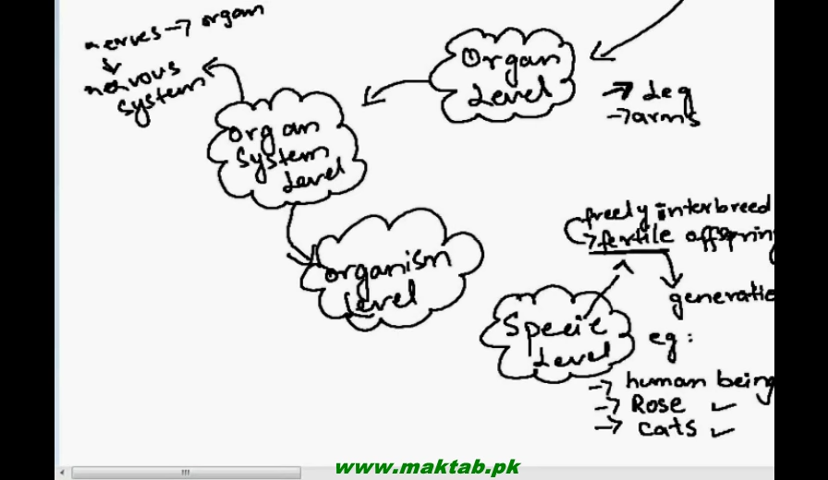 nerves → organ
nervous
system
Organ
Level
→ Leg
→ arms
organ
system
Level
freely interbreed
→ fertile offspring
organism
Level
generatio
Specie
Level
eg:
→ human being
→ Rose ✓
→ cats ✓
www.maktab.pk